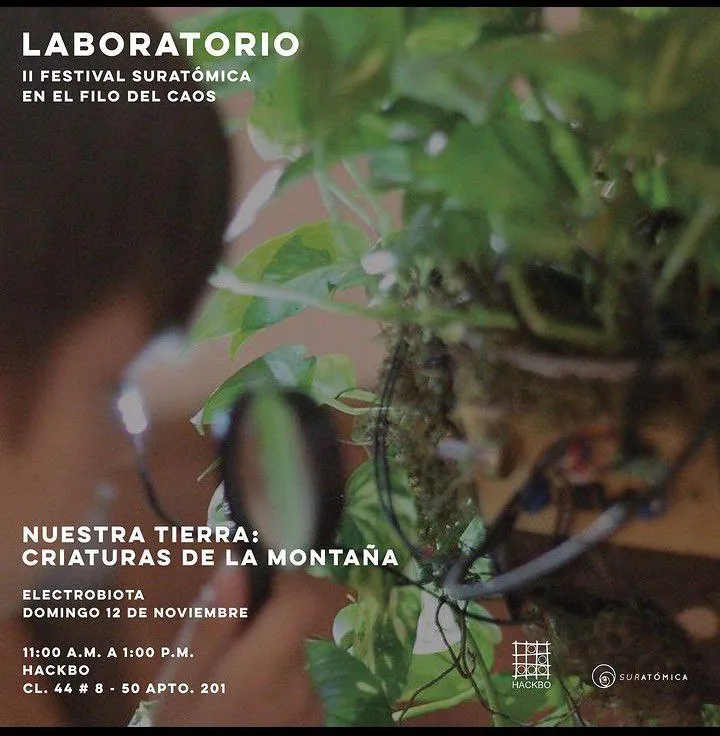 LABORATORIO
II FESTIVAL SURATÓMICA
EN EL FILO DEL CAOS
NUESTRA TIERRA:
CRIATURAS DE LA MONTAÑA
ELECTROBIOTA
DOMINGO 12 DE NOVIEMBRE
11:00 A.M. A 1:00 P.M.
HACKBO
CL. 44 # 8 - 50 APTO. 201
HACKBO
SURATÓMICA